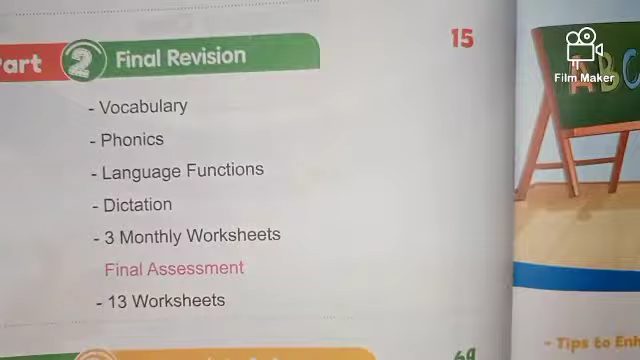 Part 2 Final Revision 15
- Vocabulary
- Phonics
- Language Functions
- Dictation
- 3 Monthly Worksheets
Final Assessment
- 13 Worksheets
A B C
Film Maker
- Tips to Enh